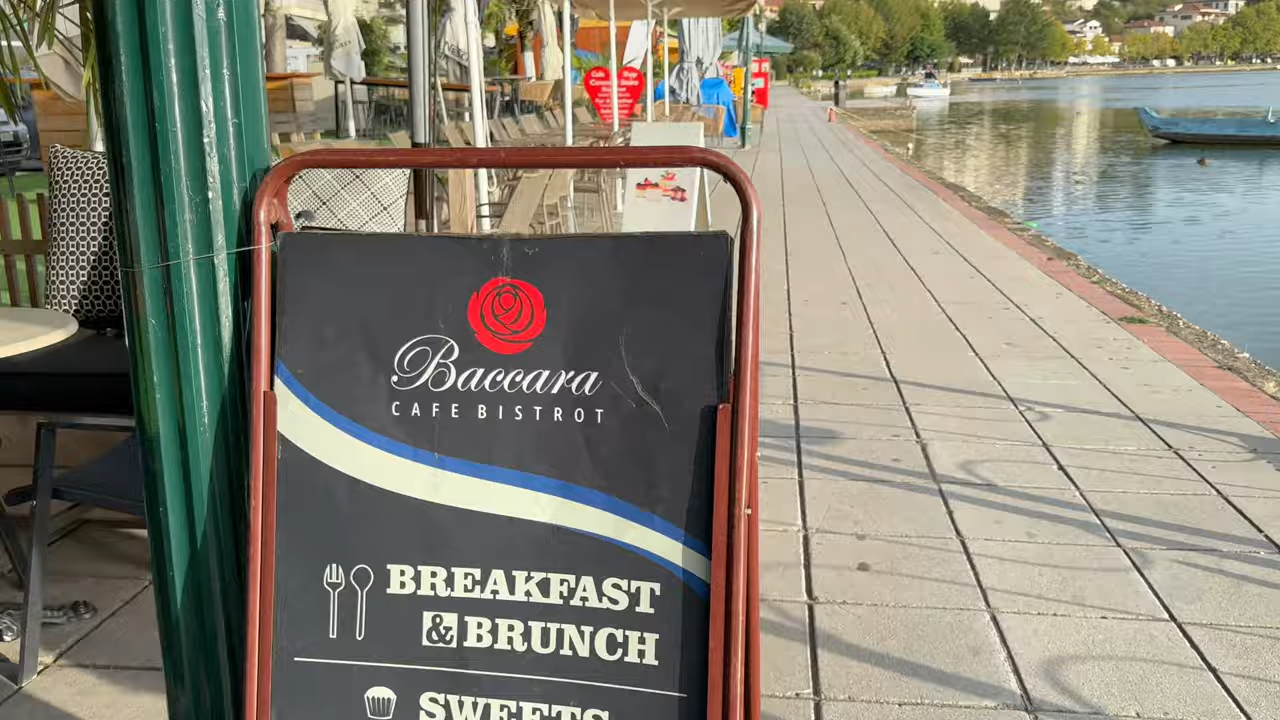 Baccara
CAFE BISTROT
BREAKFAST
& BRUNCH
SWEETS